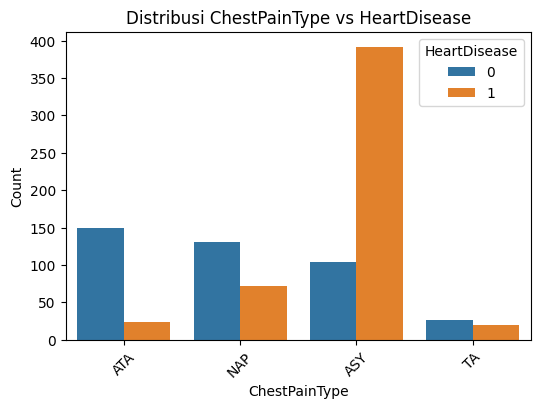 Distribusi ChestPainType vs HeartDisease
HeartDisease
0
1
Count
400
350
300
250
200
150
100
50
0
ATA
NAP
ASY
TA
ChestPainType